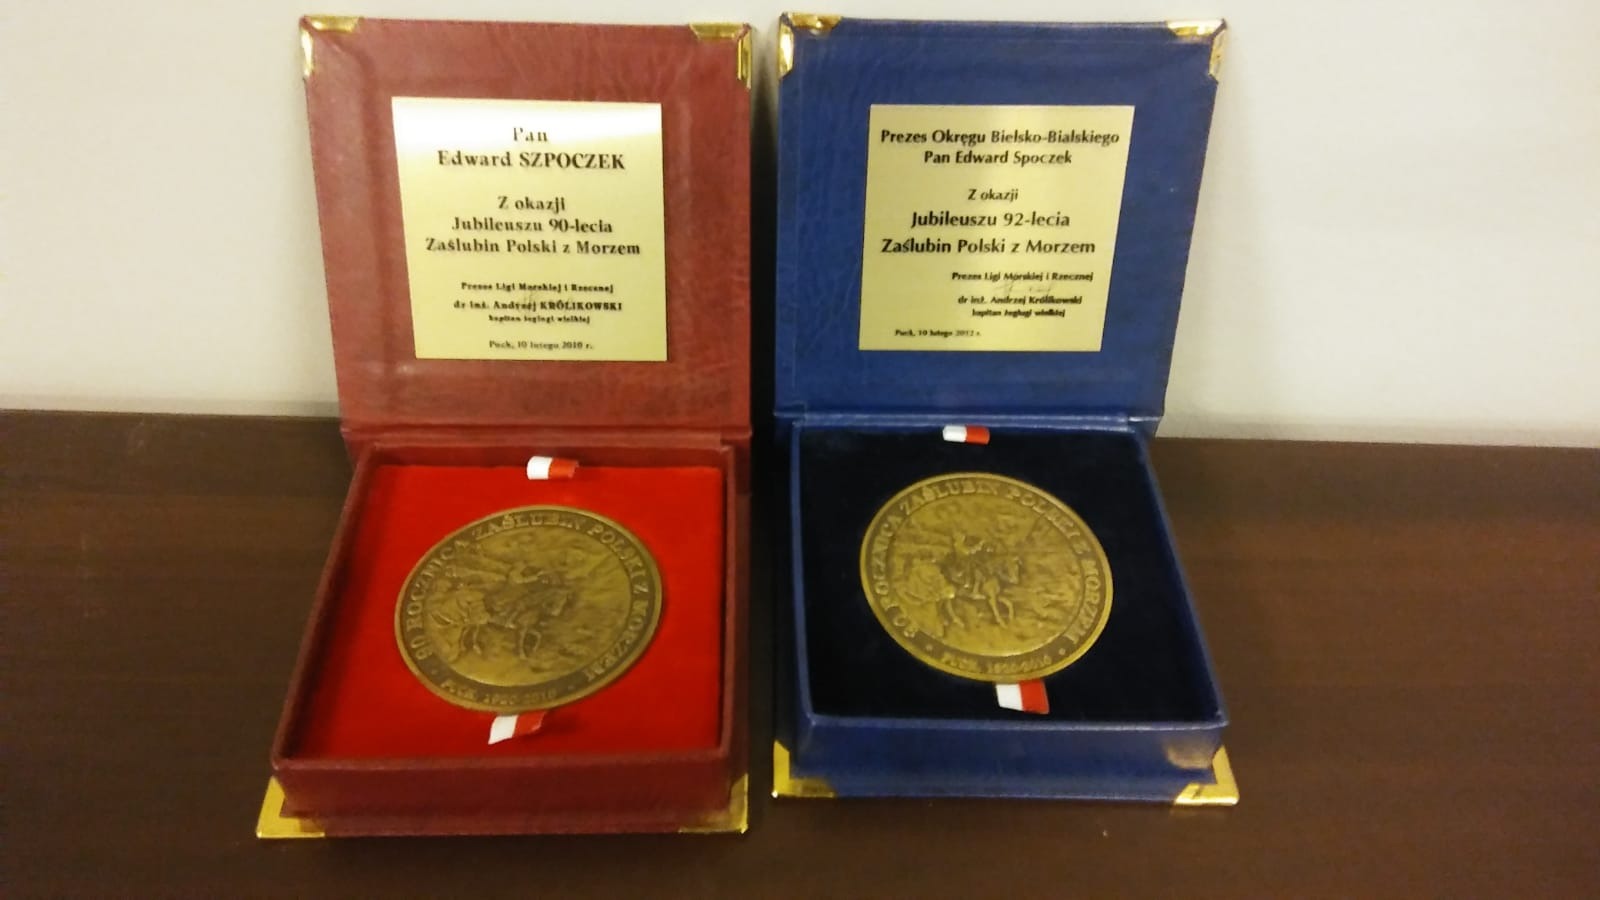 Pan
Edward SZPOCZEK
Z okazji
Jubileuszu 90-lecia
Zaślubin Polski z Morzem
Prezes Ligi Morskiej i Rzecznej
dr inż. Andrzej KRÓLIKOWSKI
kapitan żeglugi wielkiej
Puck, 10 lutego 2010 r.
90 ROCZNICA ZAŚLUBIN POLSKI Z MORZEM
PUCK 1920-2010
Prezes Okręgu Bielsko-Bialskiego
Pan Edward Spoczek
Z okazji
Jubileuszu 92-lecia
Zaślubin Polski z Morzem
Prezes Ligi Morskiej i Rzecznej
dr inż. Andrzej Królikowski
kapitan żeglugi wielkiej
Puck, 10 lutego 2012 r.
90 ROCZNICA ZAŚLUBIN POLSKI Z MORZEM
PUCK 1920-2010